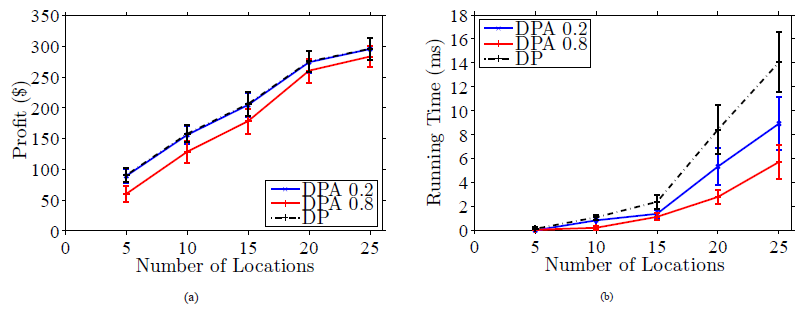 350
300
250
200
150
100
50
0
0 5 10 15 20 25
Profit ($)
Number of Locations
DPA 0.2
DPA 0.8
DP
(a)
18
16
14
12
10
8
6
4
2
0
0 5 10 15 20 25
Running Time (ms)
Number of Locations
DPA 0.2
DPA 0.8
DP
(b)